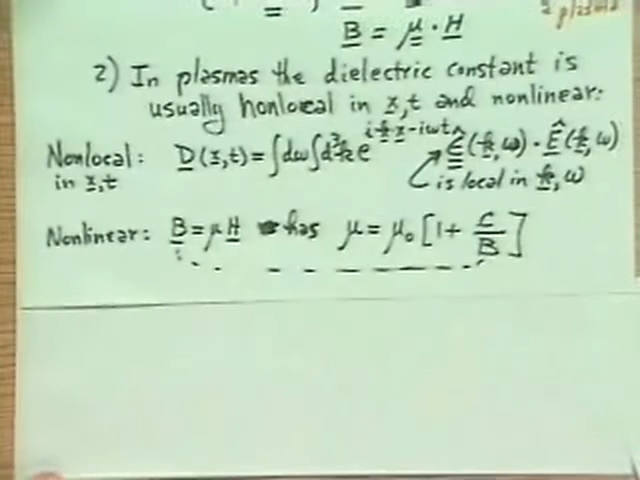 B = μ · H
a plasma
2) In plasmas the dielectric constant is
usually nonlocal in x,t and nonlinear:
Nonlocal: D(x,t) = ∫dω∫d³k e^{ik·x-iωt} ε̂(k,ω) · Ê(k,ω)
in x,t
is local in k, ω
Nonlinear: B = μH has μ = μ₀[1 + C/B]